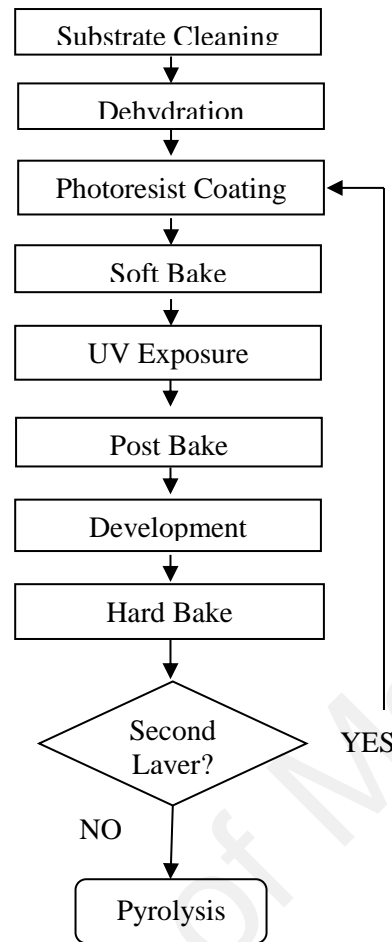 Substrate Cleaning
Dehydration
Photoresist Coating
Soft Bake
UV Exposure
Post Bake
Development
Hard Bake
Second
Layer?
YES
NO
Pyrolysis
of M